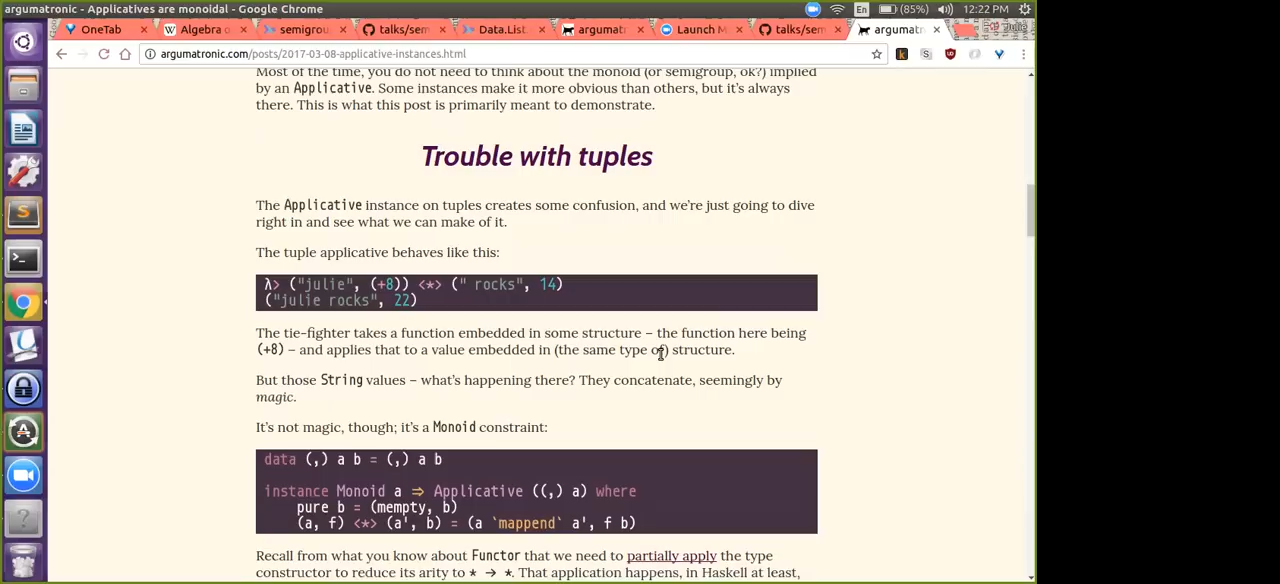 argumatronic - Applicatives are monoidal - Google Chrome
En (85%) 12:22 PM
OneTab
Algebra o
semigrou
talks/sem
Data.List.
argumat
Launch M
talks/sem
argumat
argumatronic.com/posts/2017-03-08-applicative-instances.html
Most of the time, you do not need to think about the monoid (or semigroup, ok?) implied
by an Applicative. Some instances make it more obvious than others, but it’s always
there. This is what this post is primarily meant to demonstrate.
Trouble with tuples
The Applicative instance on tuples creates some confusion, and we’re just going to dive
right in and see what we can make of it.
The tuple applicative behaves like this:
λ> ("julie", (+8)) <*> (" rocks", 14)
("julie rocks", 22)
The tie-fighter takes a function embedded in some structure – the function here being
(+8) – and applies that to a value embedded in (the same type of) structure.
But those String values – what’s happening there? They concatenate, seemingly by
magic.
It’s not magic, though; it’s a Monoid constraint:
data (,) a b = (,) a b
instance Monoid a ⇒ Applicative ((,) a) where
pure b = (mempty, b)
(a, f) <*> (a', b) = (a `mappend` a', f b)
Recall from what you know about Functor that we need to partially apply the type
constructor to reduce its arity to * → *. That application happens, in Haskell at least,